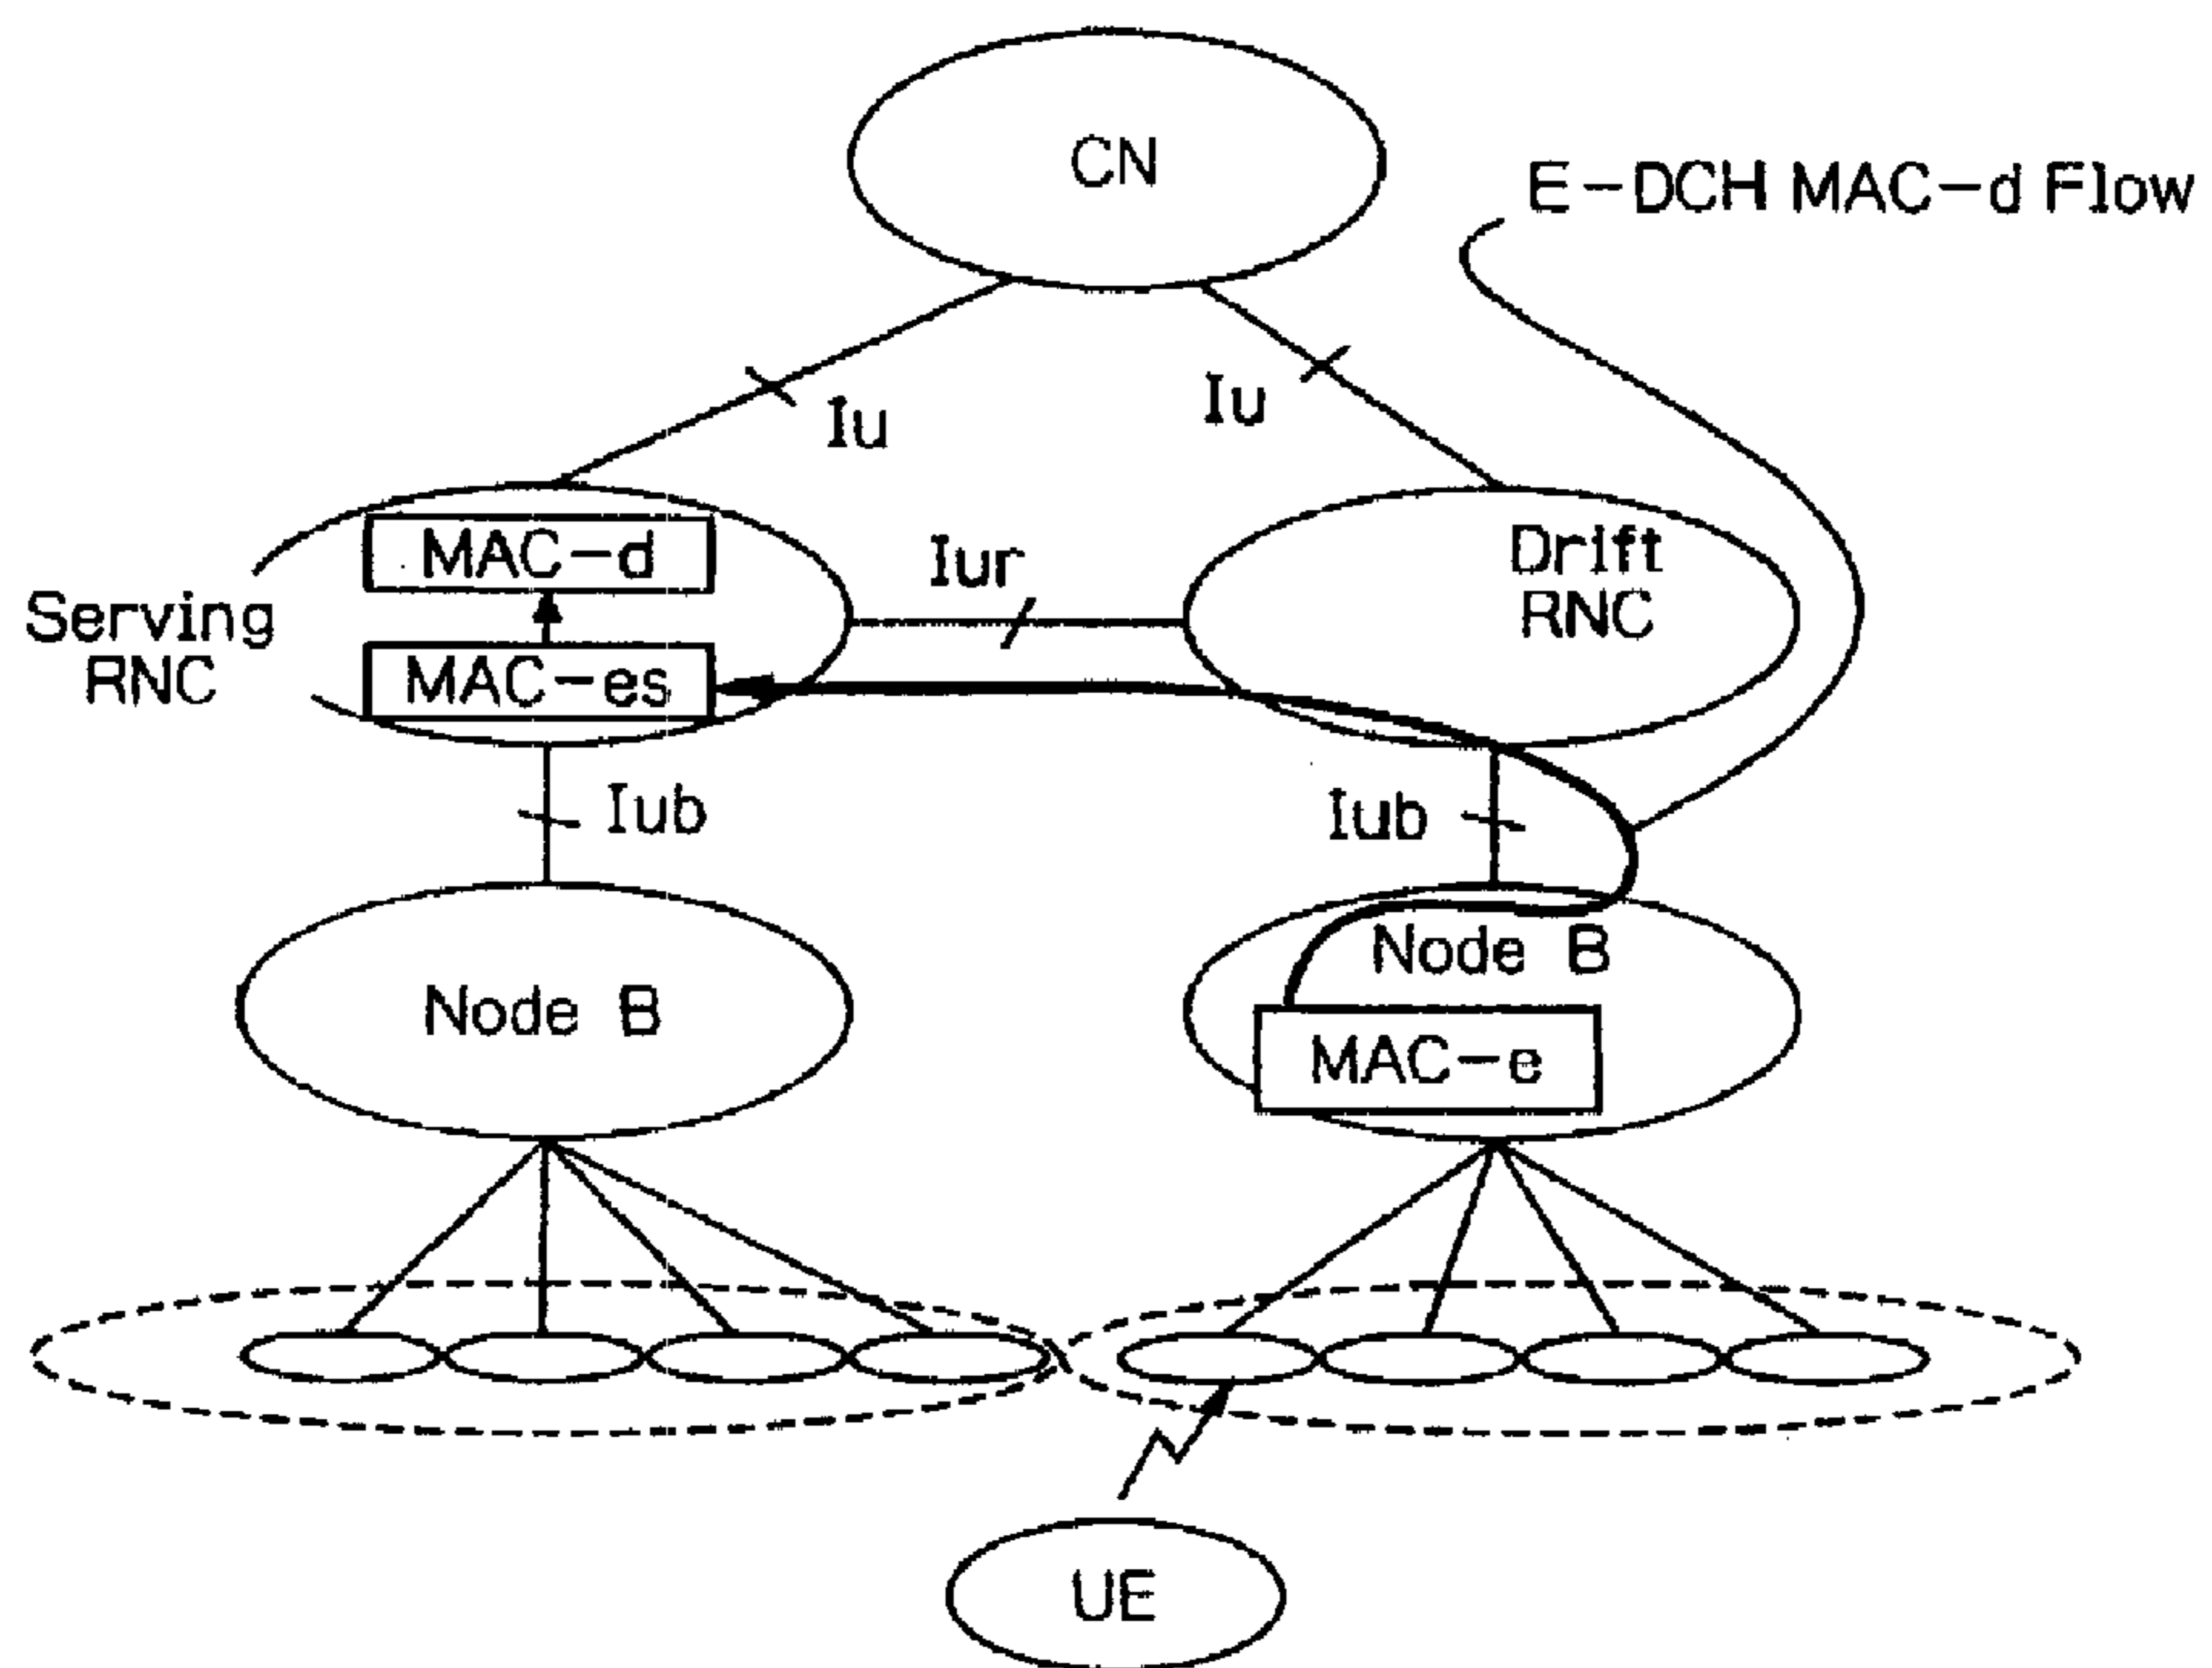 CN
E-DCH MAC-d Flow
Iu
Iu
MAC-d
Drift
RNC
Iur
Serving
RNC
MAC-es
Iub
Iub
Node B
Node B
MAC-e
UE